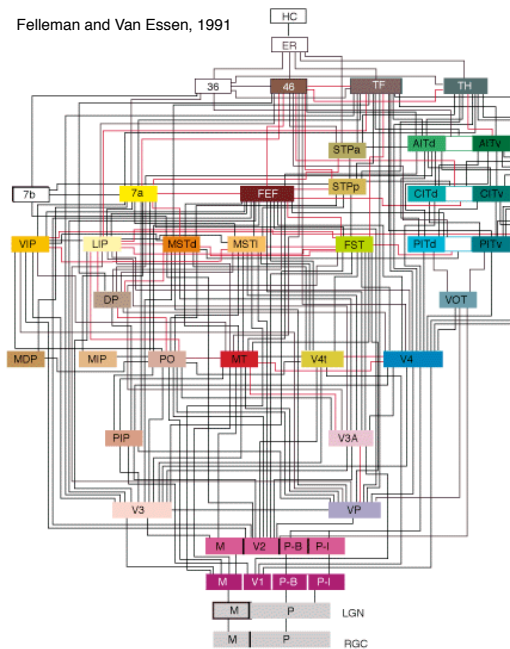 Felleman and Van Essen, 1991
HC
ER
36 46 TF TH
STPa AITd AITv
7b 7a FEF STPp CITd CITv
VIP LIP MSTd MSTl FST PITd PITv
DP VOT
MDP MIP PO MT V4t V4
PIP V3A
V3 VP
M V2 P-B P-I
M V1 P-B P-I
M P LGN
M P RGC